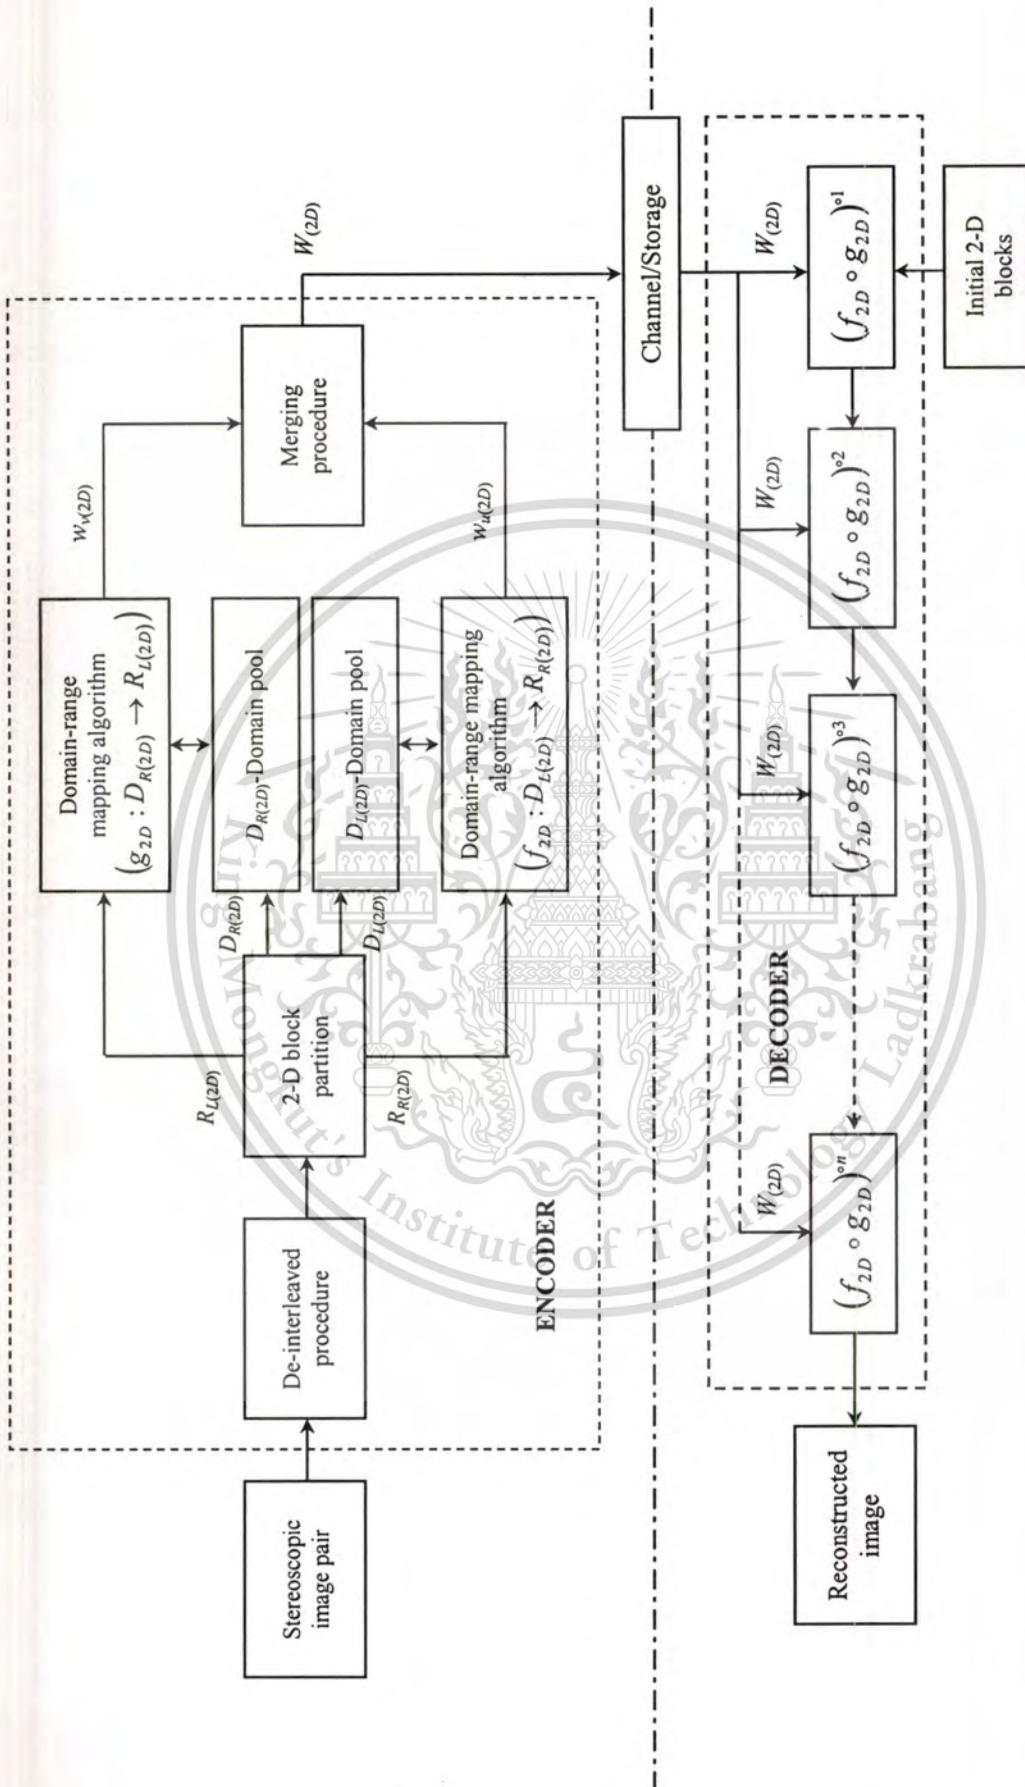 Stereoscopic
image pair
De-interleaved
procedure
2-D block
partition
R_{L(2D)}
R_{R(2D)}
D_{R(2D)}
D_{L(2D)}
Domain-range
mapping algorithm
(g_{2D} : D_{R(2D)} → R_{L(2D)})
D_{R(2D)}-Domain pool
D_{L(2D)}-Domain pool
Domain-range mapping
algorithm
(f_{2D} : D_{L(2D)} → R_{R(2D)})
w_{v(2D)}
w_{u(2D)}
Merging
procedure
W_{(2D)}
ENCODER
Channel/Storage
W_{(2D)}
W_{(2D)}
W_{(2D)}
W_{(2D)}
DECODER
(f_{2D} ∘ g_{2D})^{∘n}
(f_{2D} ∘ g_{2D})^{∘3}
(f_{2D} ∘ g_{2D})^{∘2}
(f_{2D} ∘ g_{2D})^{∘1}
Reconstructed
image
Initial 2-D
blocks
King Mongkut's Institute of Technology Ladkrabang